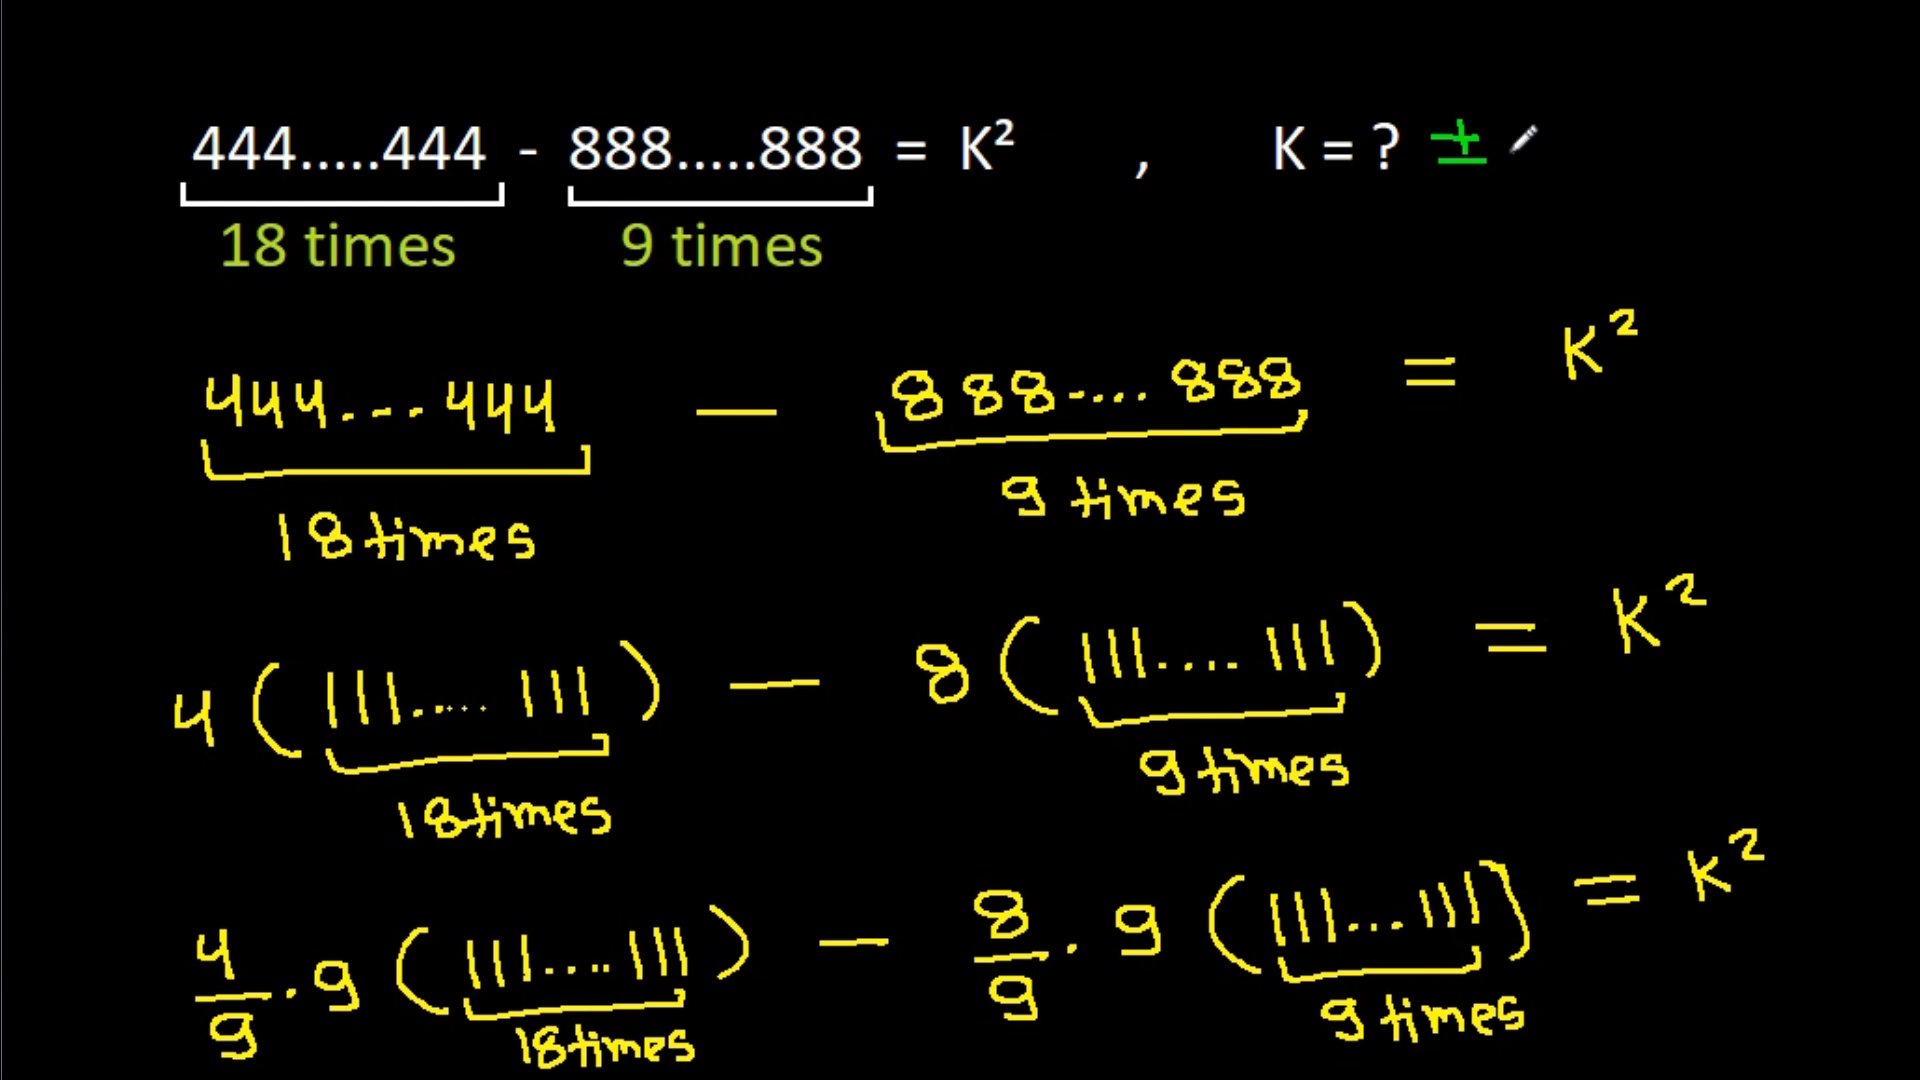 444.....444 - 888.....888 = K² , K = ? ±
18 times 9 times
444...444 — 888....888 = K²
18 times 9 times
4 (111.....111) — 8 (111....111) = K²
18 times 9 times
4/9 · 9 (111....111) — 8/9 · 9 (111...111) = K²
18 times 9 times